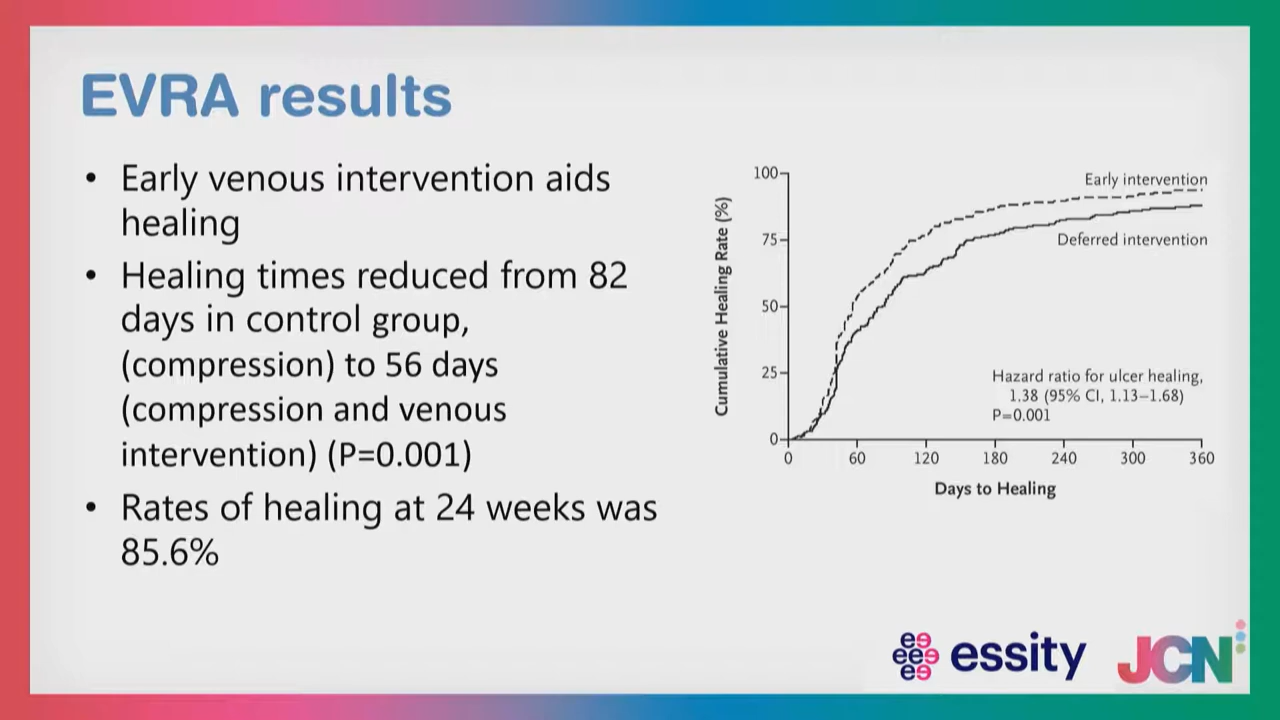 EVRA results
• Early venous intervention aids
healing
• Healing times reduced from 82
days in control group,
(compression) to 56 days
(compression and venous
intervention) (P=0.001)
• Rates of healing at 24 weeks was
85.6%
Cumulative Healing Rate (%)
100
75
50
25
0
Early intervention
Deferred intervention
Hazard ratio for ulcer healing,
1.38 (95% CI, 1.13–1.68)
P=0.001
0 60 120 180 240 300 360
Days to Healing
essity
JCN